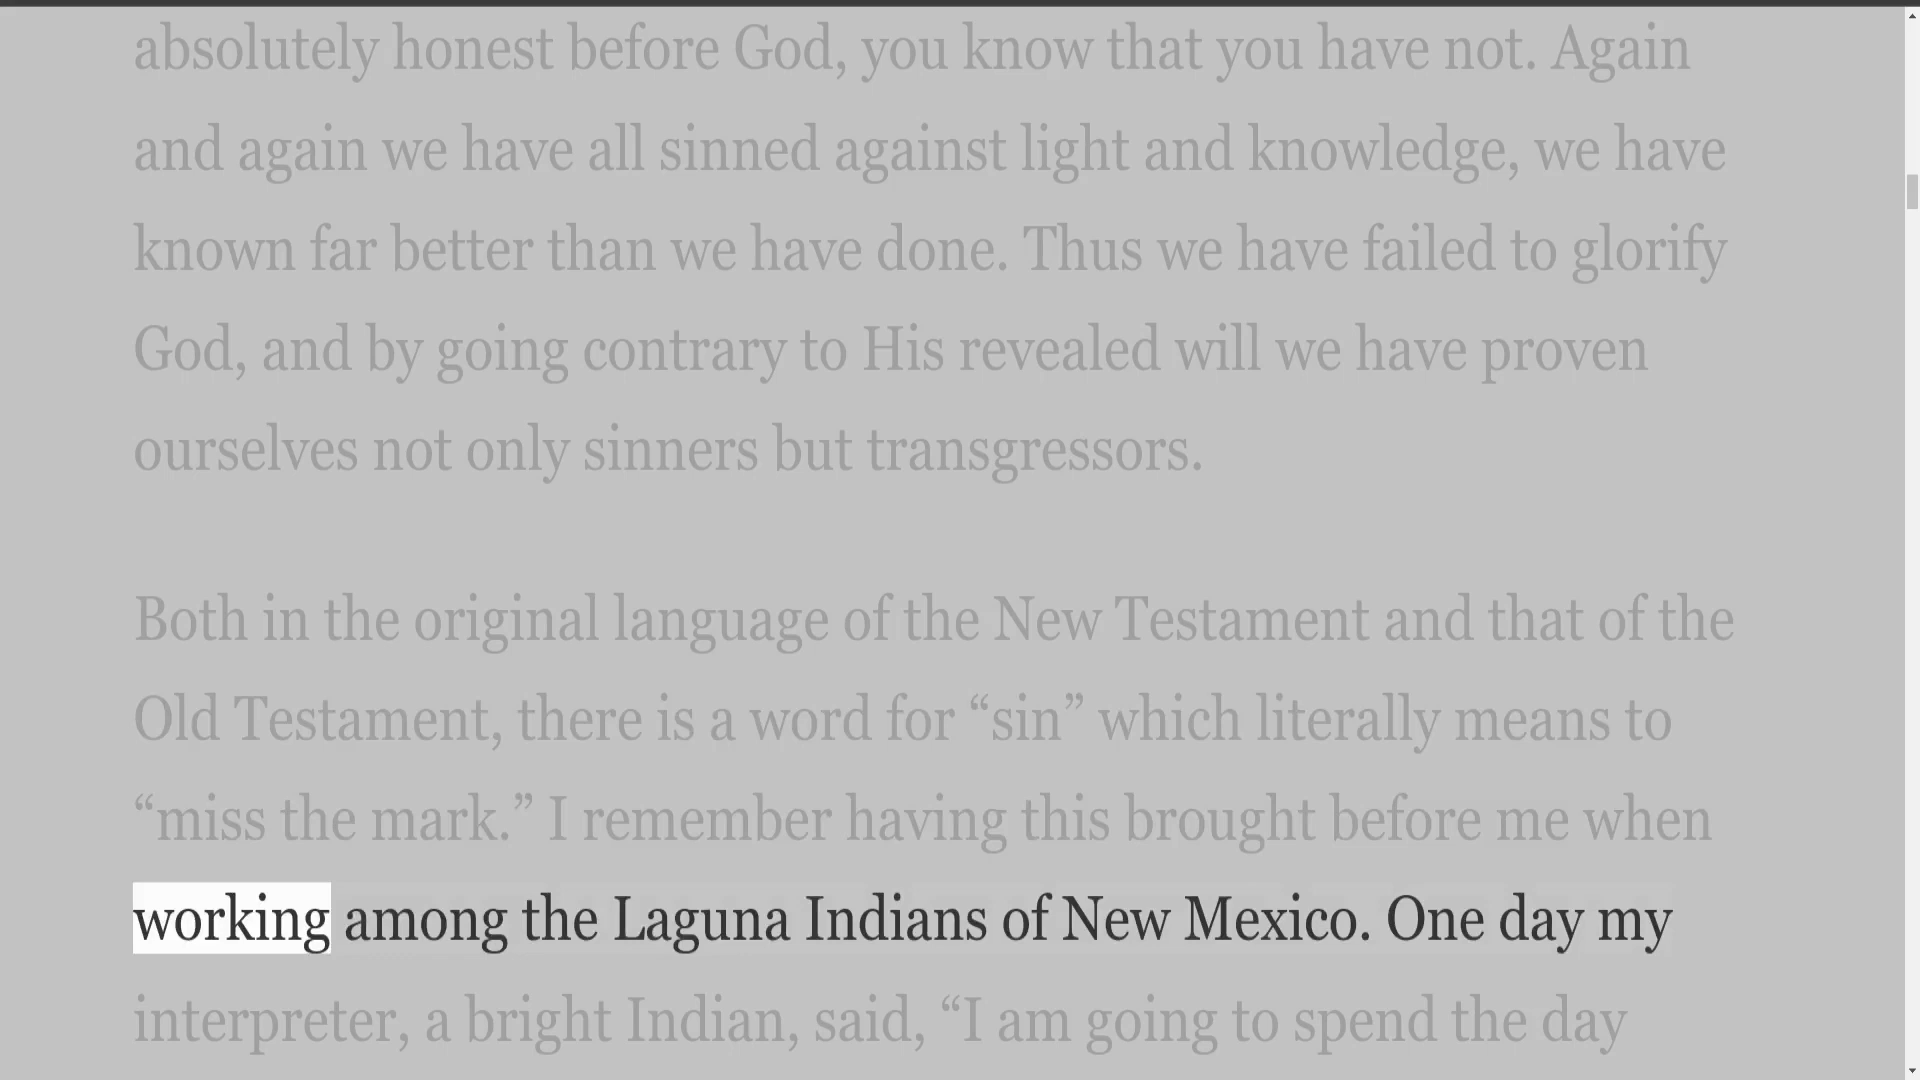 absolutely honest before God, you know that you have not. Again
and again we have all sinned against light and knowledge, we have
known far better than we have done. Thus we have failed to glorify
God, and by going contrary to His revealed will we have proven
ourselves not only sinners but transgressors.
Both in the original language of the New Testament and that of the
Old Testament, there is a word for “sin” which literally means to
“miss the mark.” I remember having this brought before me when
working among the Laguna Indians of New Mexico. One day my
interpreter, a bright Indian, said, “I am going to spend the day